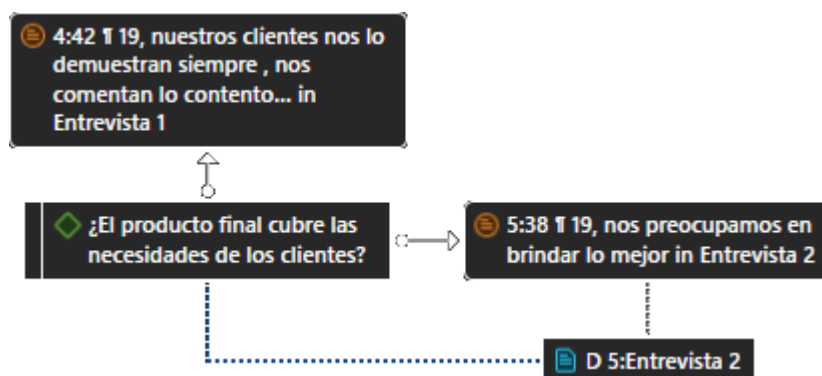 4:42 ¶ 19, nuestros clientes nos lo
demuestran siempre , nos
comentan lo contento... in
Entrevista 1
¿El producto final cubre las
necesidades de los clientes?
5:38 ¶ 19, nos preocupamos en
brindar lo mejor in Entrevista 2
D 5:Entrevista 2